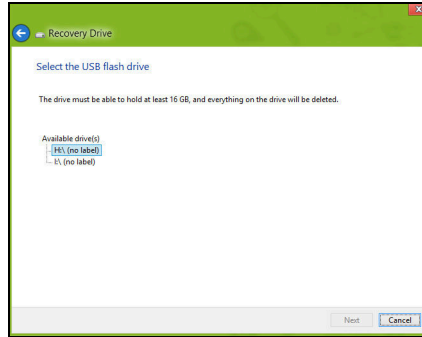 Recovery Drive
Select the USB flash drive
The drive must be able to hold at least 16 GB, and everything on the drive will be deleted.
Available drive(s)
H:\ (no label)
I:\ (no label)
Next Cancel